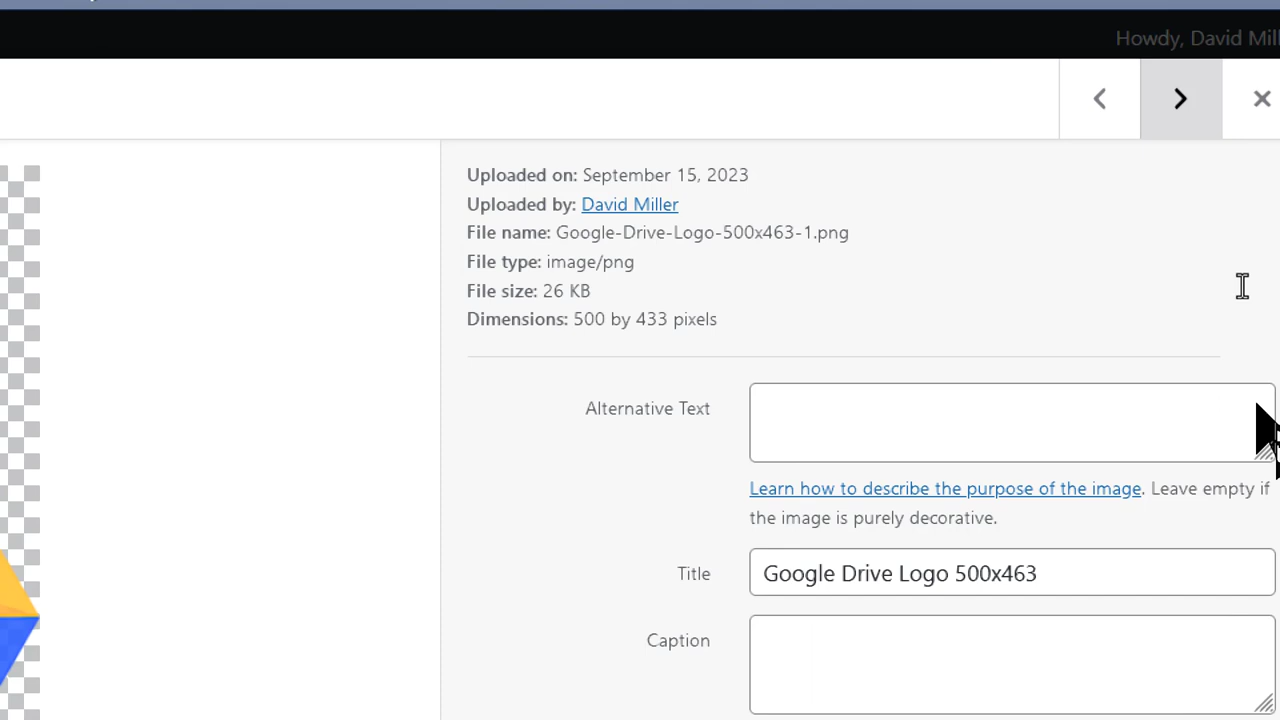 Howdy, David Mill
Uploaded on: September 15, 2023
Uploaded by: David Miller
File name: Google-Drive-Logo-500x463-1.png
File type: image/png
File size: 26 KB
Dimensions: 500 by 433 pixels
Alternative Text
Learn how to describe the purpose of the image. Leave empty if
the image is purely decorative.
Title
Google Drive Logo 500x463
Caption